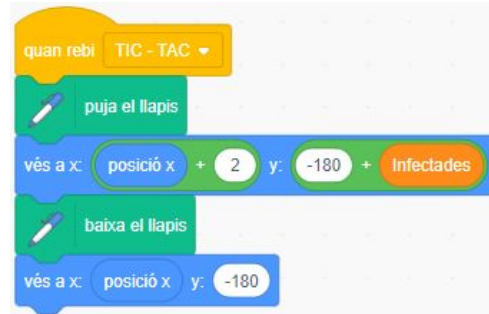 quan rebi TIC - TAC
puja el llapis
vés a x: posició x + 2 y: -180 + Infectades
baixa el llapis
vés a x: posició x y: -180